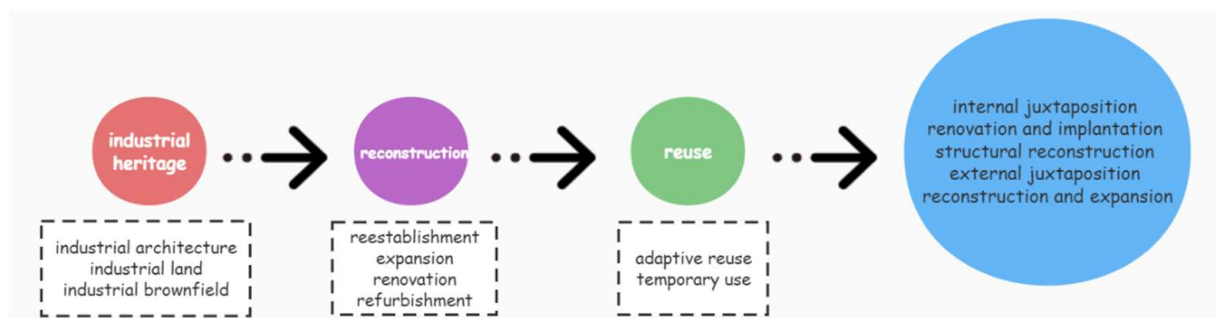 industrial
heritage
reconstruction
reuse
internal juxtaposition
renovation and implantation
structural reconstruction
external juxtaposition
reconstruction and expansion
industrial architecture
industrial land
industrial brownfield
reestablishment
expansion
renovation
refurbishment
adaptive reuse
temporary use